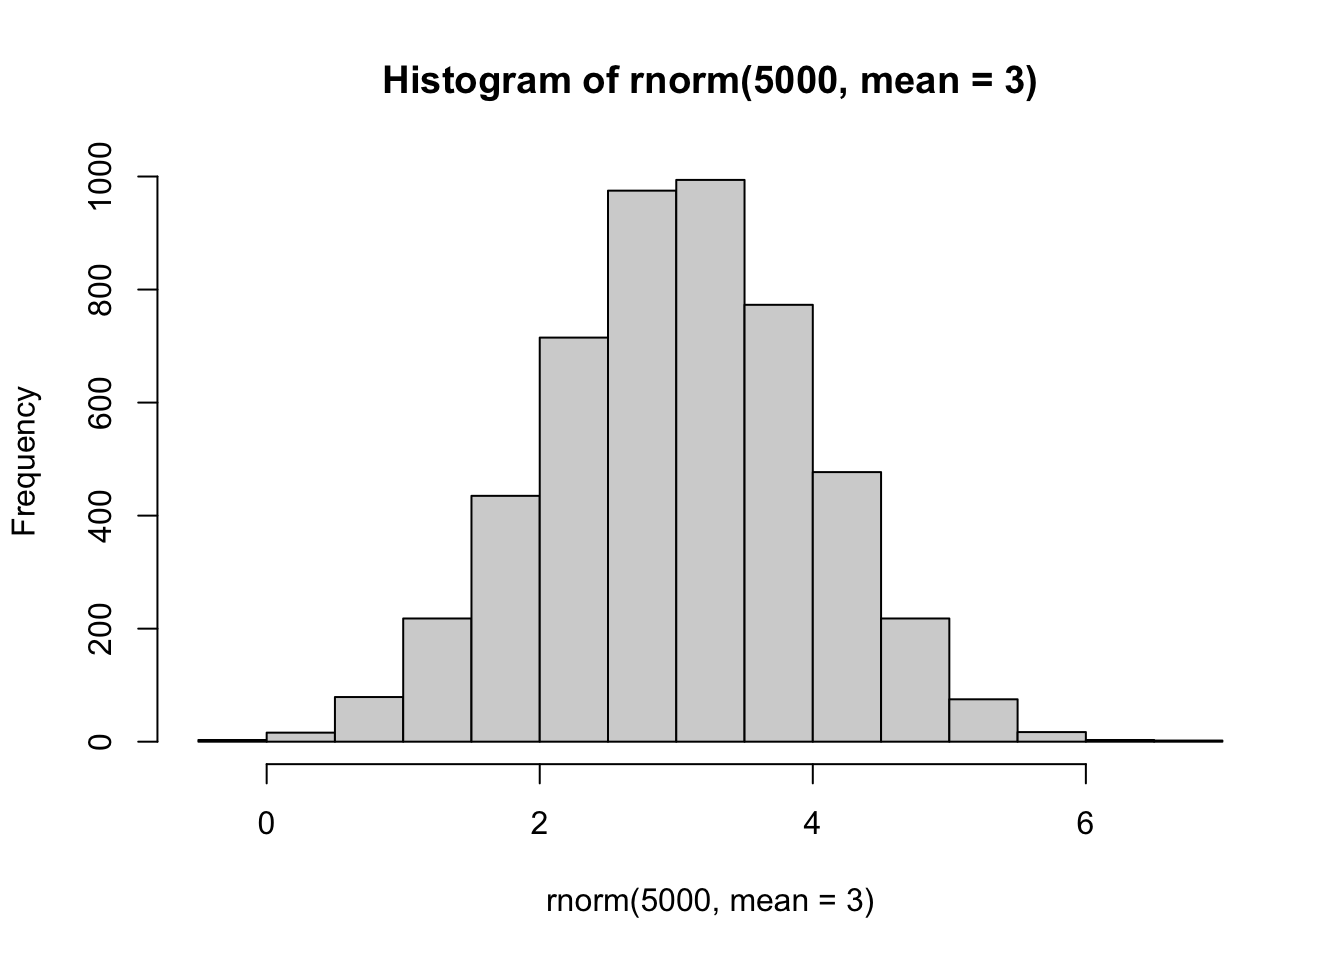 Histogram of rnorm(5000, mean = 3)
1000
800
600
400
200
0
Frequency
0 2 4 6
rnorm(5000, mean = 3)